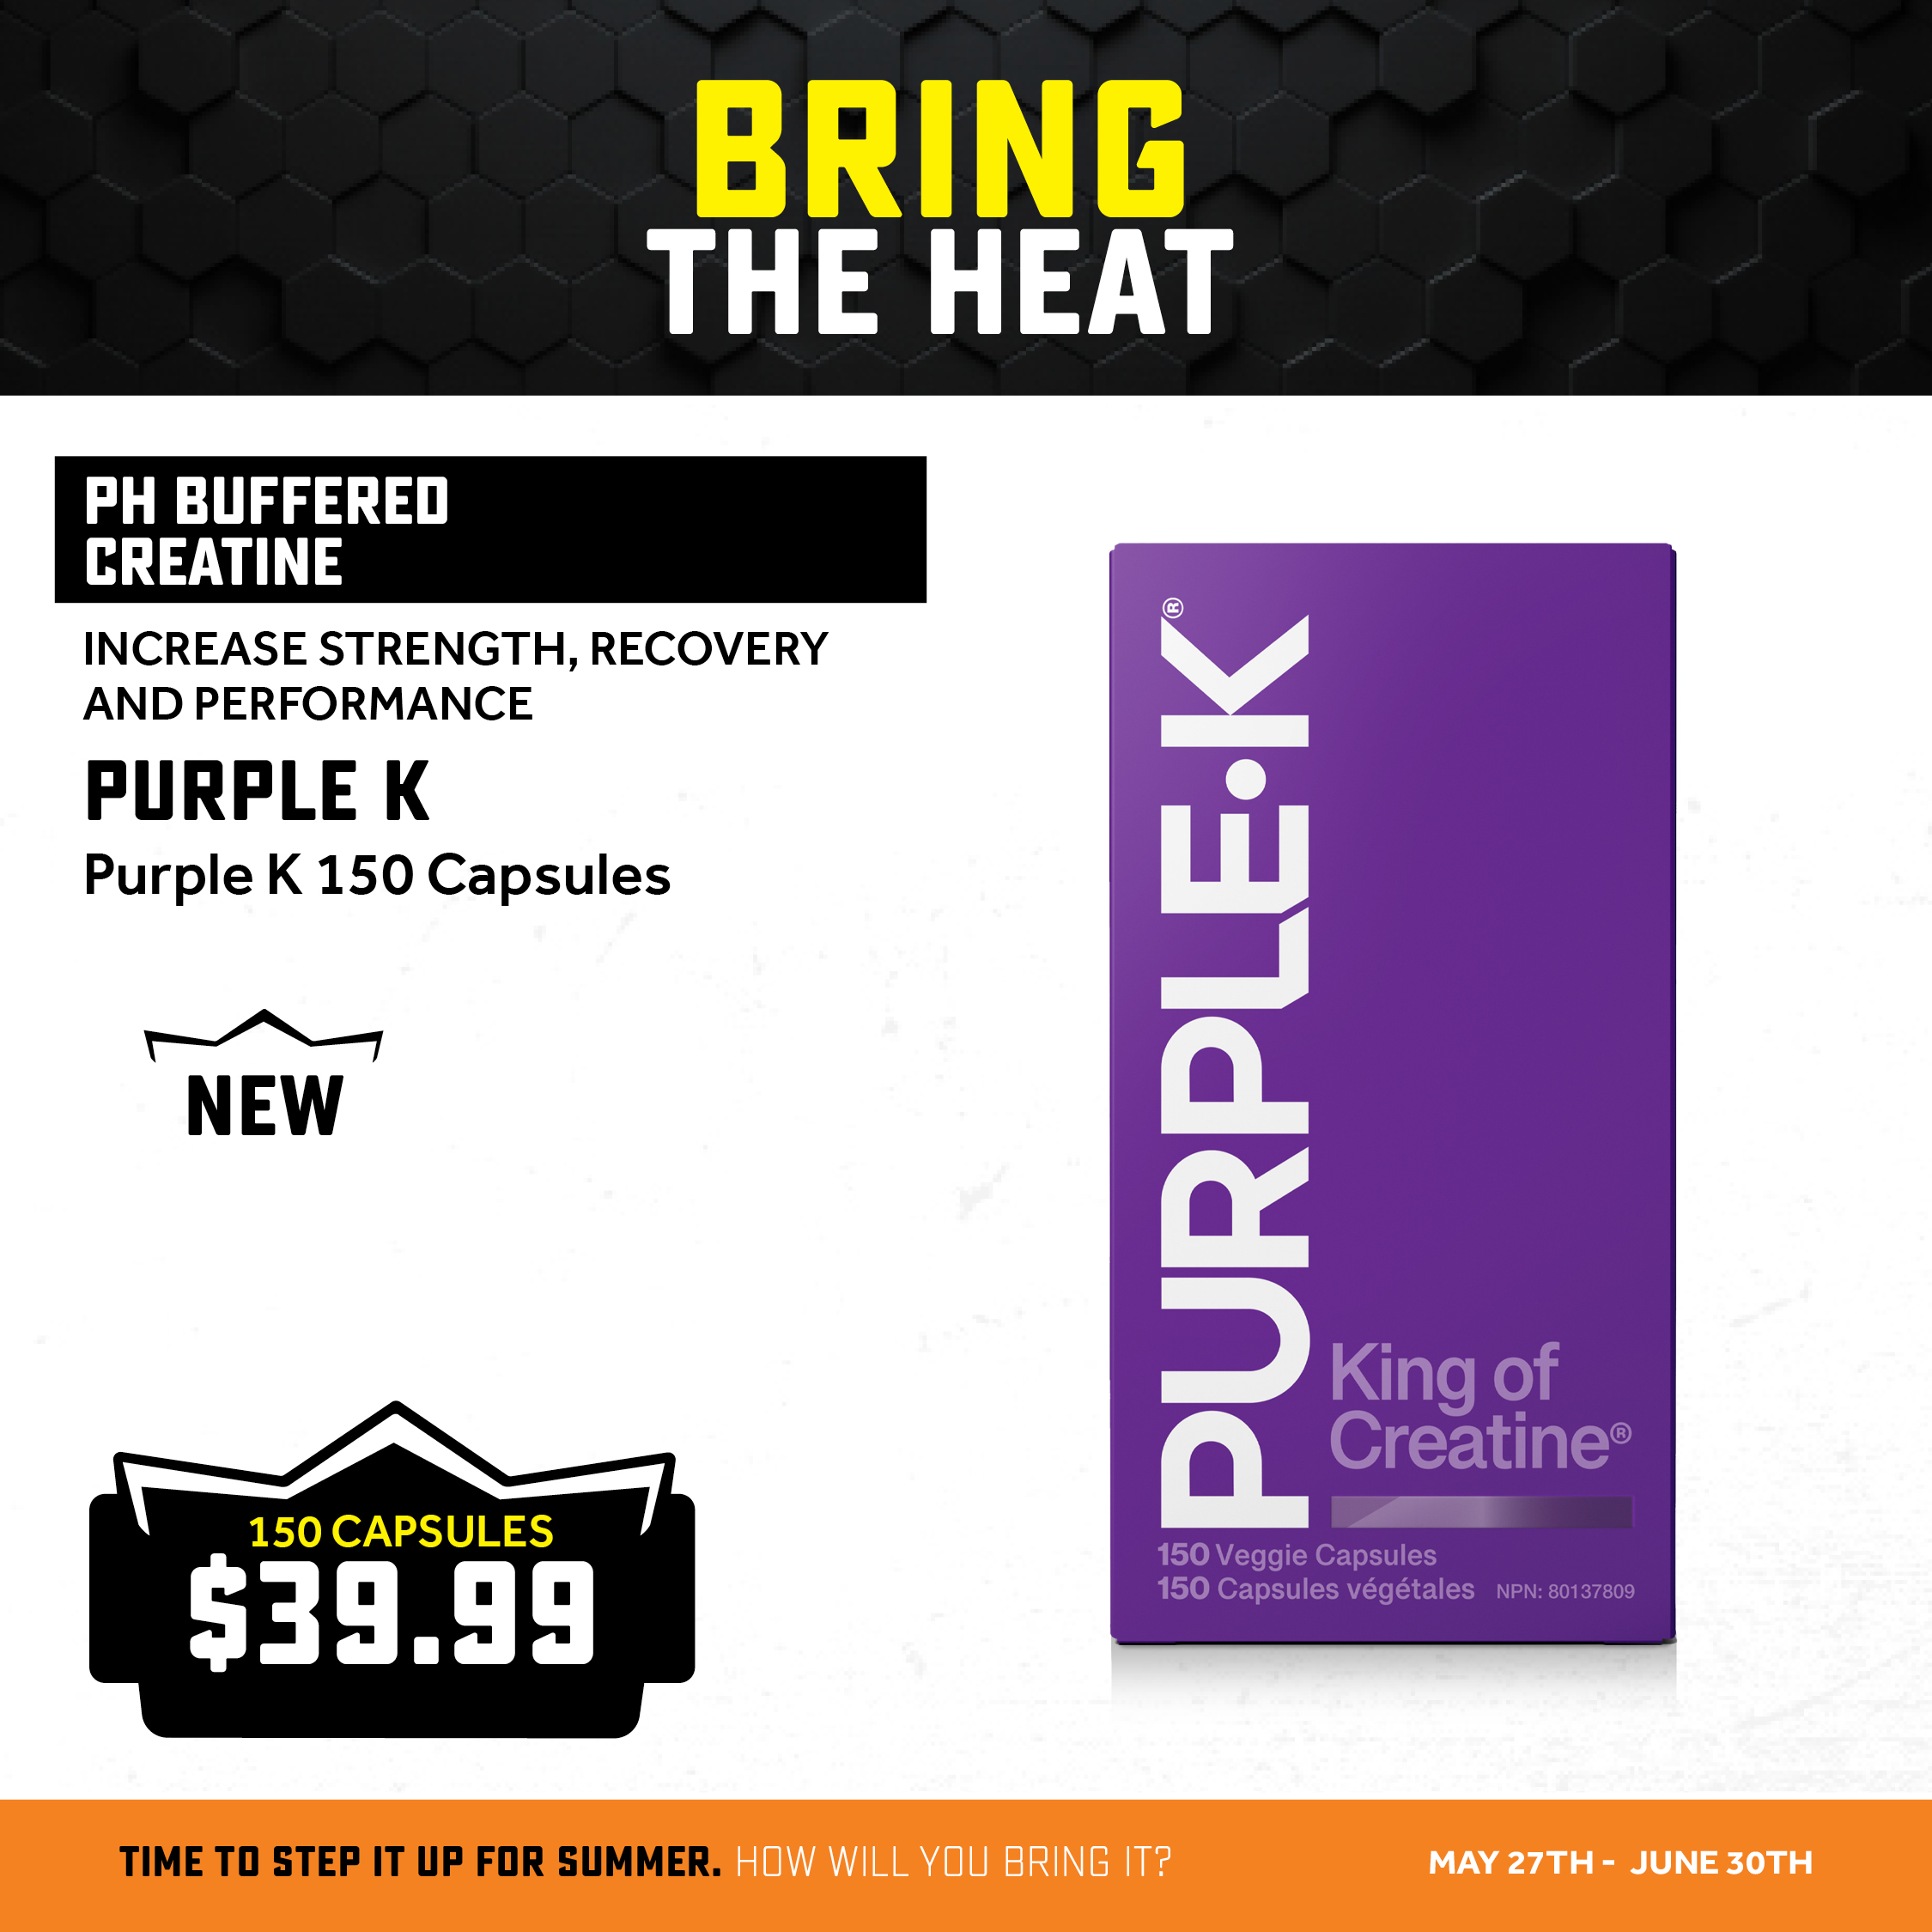 BRING
THE HEAT
PH BUFFERED
CREATINE
INCREASE STRENGTH, RECOVERY
AND PERFORMANCE
PURPLE K
Purple K 150 Capsules
NEW
150 CAPSULES
$39.99
PURPLE•K®
King of
Creatine®
150 Veggie Capsules
150 Capsules végétales NPN: 80137809
TIME TO STEP IT UP FOR SUMMER. HOW WILL YOU BRING IT?
MAY 27TH - JUNE 30TH